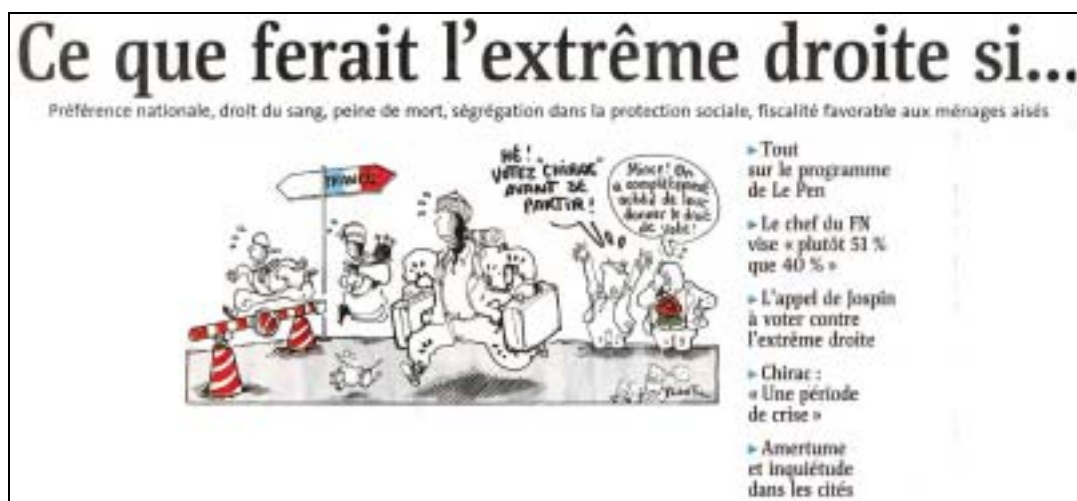 Ce que ferait l'extrême droite si...
Préférence nationale, droit du sang, peine de mort, ségrégation dans la protection sociale, fiscalité favorable aux ménages aisés
FRANCE
HÉ !
VOTEZ "CHIRAC"
AVANT DE
PARTIR !
Mince ! On
a complètement
oublié de leur
donner le droit
de vote !
▸ Tout
sur le programme
de Le Pen
▸ Le chef du FN
vise « plutôt 51 %
que 40 % »
▸ L'appel de Jospin
à voter contre
l'extrême droite
▸ Chirac :
« Une période
de crise »
▸ Amertume
et inquiétude
dans les cités